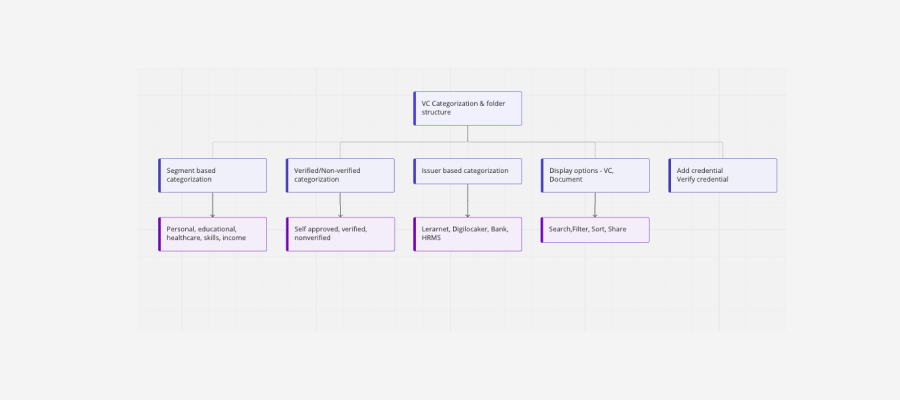 VC Categorization & folder
structure
Segment based
categorization
Verified/Non-verified
categorization
Issuer based categorization
Display options - VC,
Document
Add credential
Verify credential
Personal, educational,
healthcare, skills, income
Self approved, verified,
nonverified
Lerarnet, Digilocaker, Bank,
HRMS
Search,Filter, Sort, Share